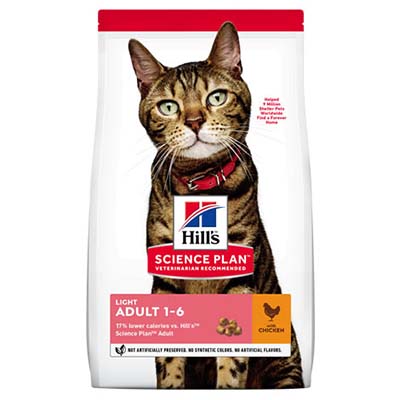 Helped
9 Million
Shelter Pets
Worldwide
Find a Forever
Home
Hill's
SCIENCE PLAN™
VETERINARIAN RECOMMENDED
LIGHT
ADULT 1-6
17% lower calories vs. Hill's™
Science Plan™ Adult
with
CHICKEN
NOT ARTIFICIALLY PRESERVED. NO SYNTHETIC COLORS. NO ARTIFICIAL FLAVORS.